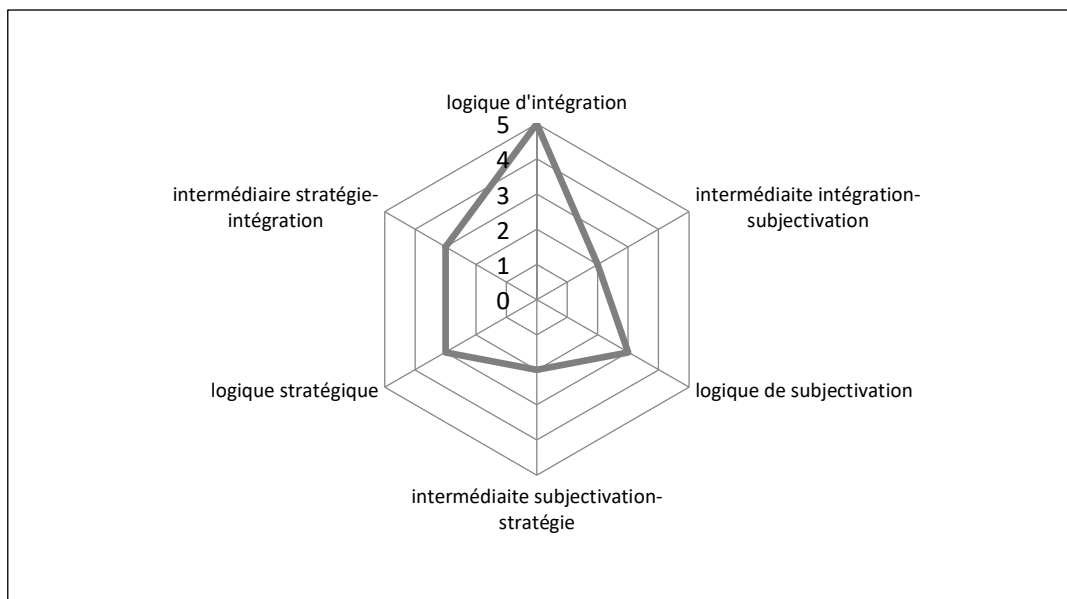 logique d'intégration
5
4
3
2
1
0
intermédiaire stratégie-
intégration
intermédiaite intégration-
subjectivation
logique stratégique
logique de subjectivation
intermédiaite subjectivation-
stratégie